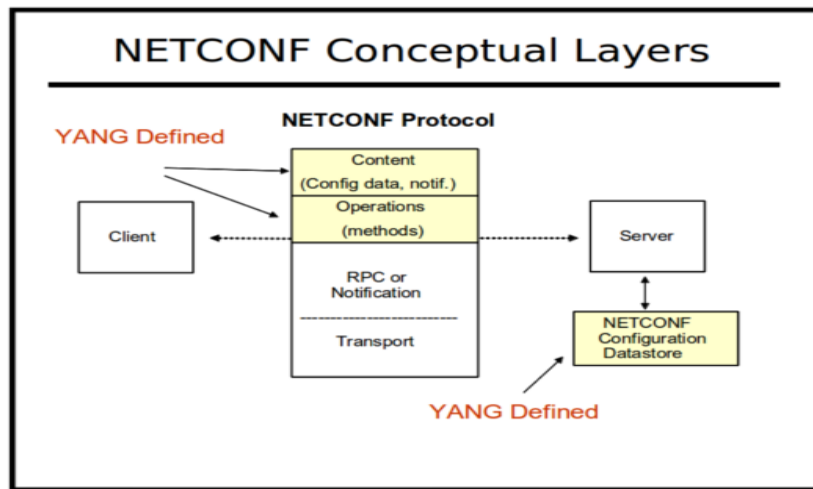 NETCONF Conceptual Layers
NETCONF Protocol
YANG Defined
Content
(Config data, notif.)
Operations
(methods)
Client
Server
RPC or
Notification
Transport
NETCONF
Configuration
Datastore
YANG Defined